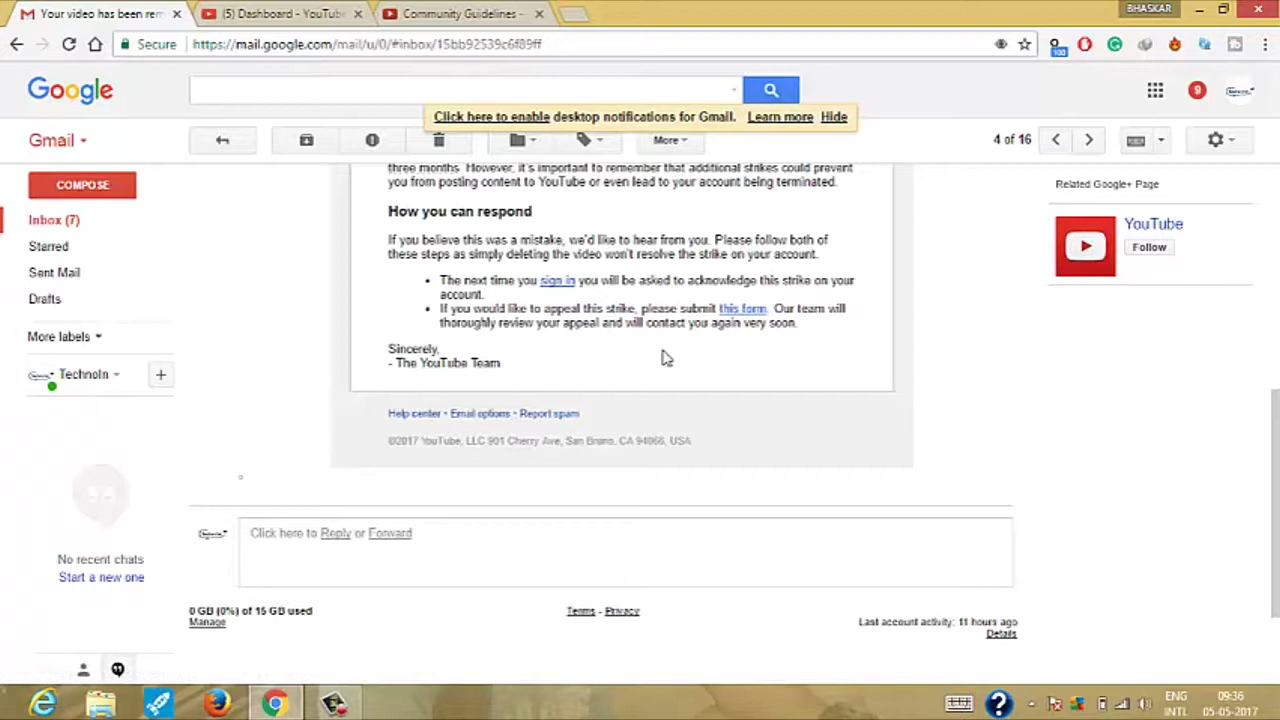 Your video has been rem
(5) Dashboard - YouTub
Community Guidelines -
BHASKAR
Secure
https://mail.google.com/mail/u/0/#inbox/15bb92539c6f89ff
100
Google
9
Click here to enable desktop notifications for Gmail. Learn more Hide
Gmail
More
4 of 16
COMPOSE
Inbox (7)
Starred
Sent Mail
Drafts
More labels
TechnoIn
No recent chats
Start a new one
three months. However, it's important to remember that additional strikes could prevent
you from posting content to YouTube or even lead to your account being terminated.
How you can respond
If you believe this was a mistake, we'd like to hear from you. Please follow both of
these steps as simply deleting the video won't resolve the strike on your account.
• The next time you sign in you will be asked to acknowledge this strike on your
account.
• If you would like to appeal this strike, please submit this form. Our team will
thoroughly review your appeal and will contact you again very soon.
Sincerely,
- The YouTube Team
Help center • Email options • Report spam
©2017 YouTube, LLC 901 Cherry Ave, San Bruno, CA 94066, USA
Click here to Reply or Forward
0 GB (0%) of 15 GB used
Manage
Terms - Privacy
Last account activity: 11 hours ago
Details
Related Google+ Page
YouTube
Follow
ENG
INTL
09:36
05-05-2017